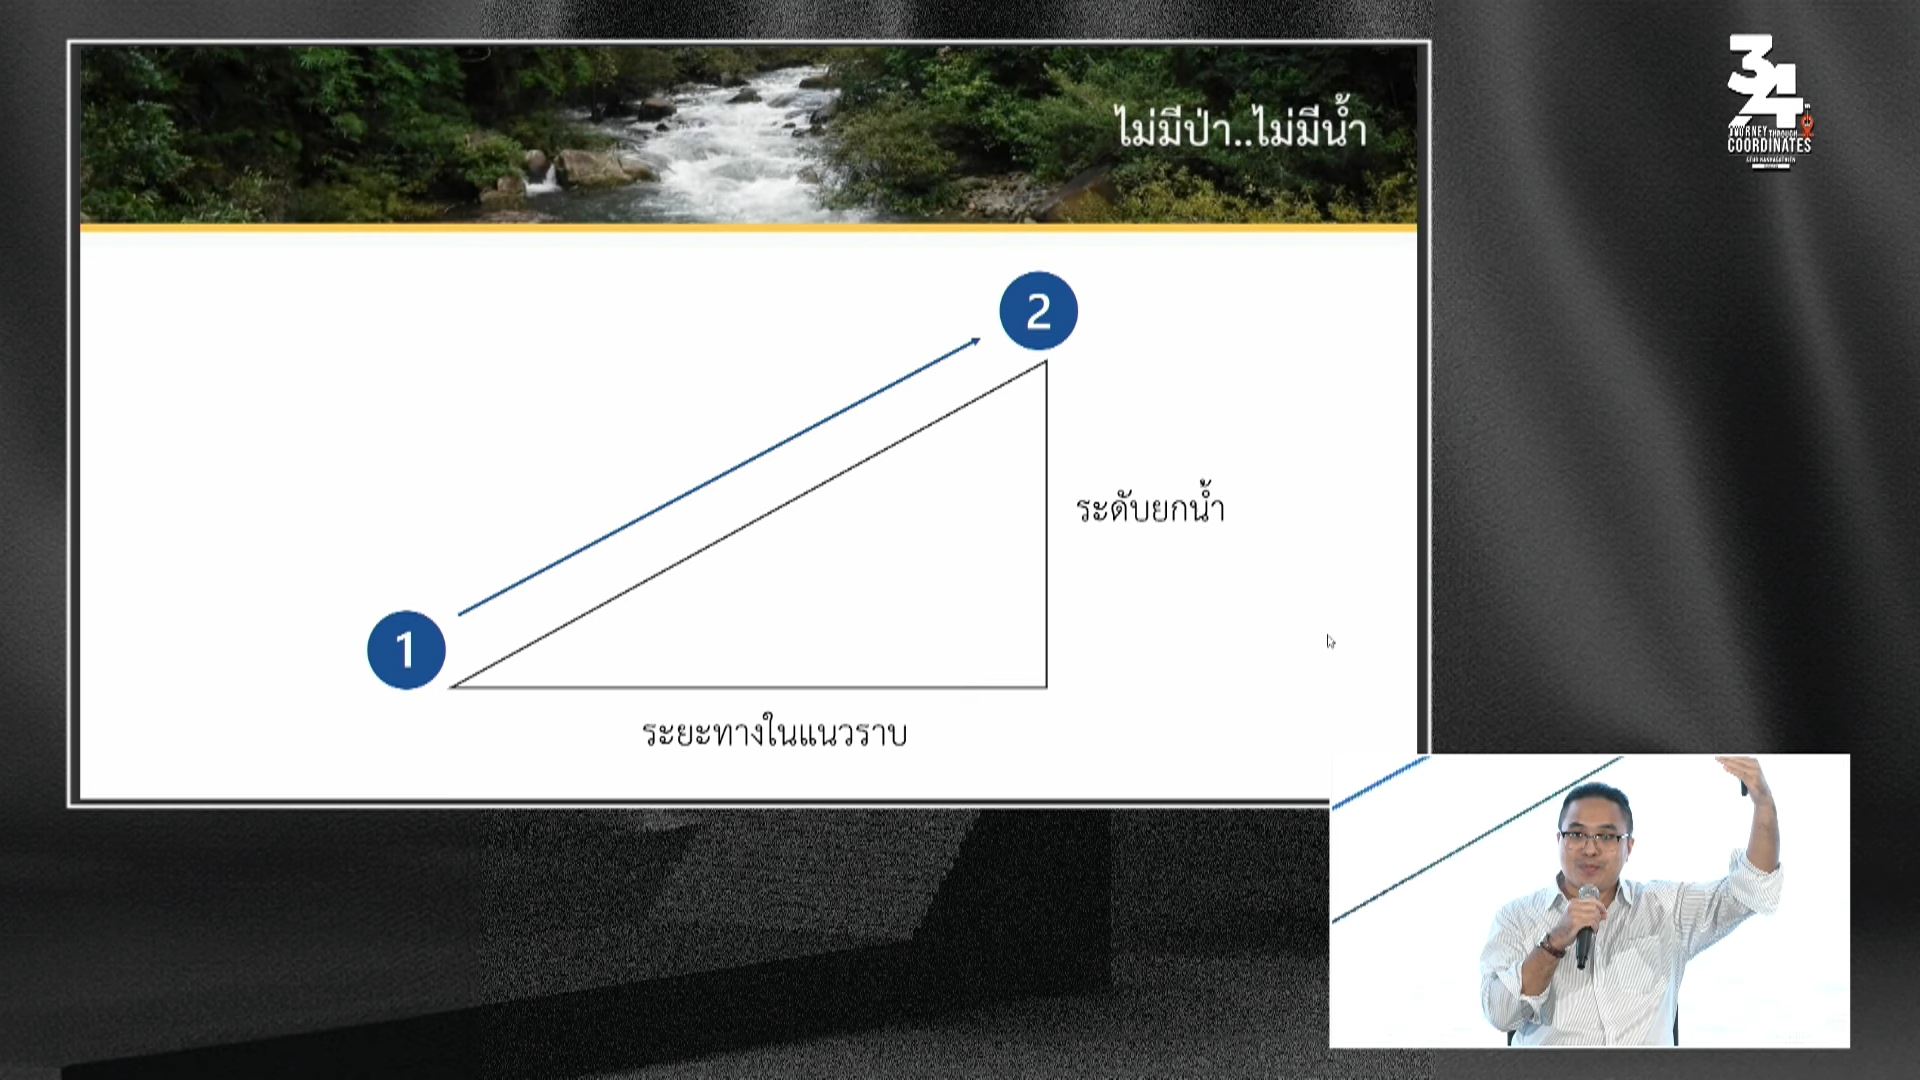 ไม่มีป่า..ไม่มีน้ำ
2
ระดับยกน้ำ
1
ระยะทางในแนวราบ
34
JOURNEY THROUGH
COORDINATES